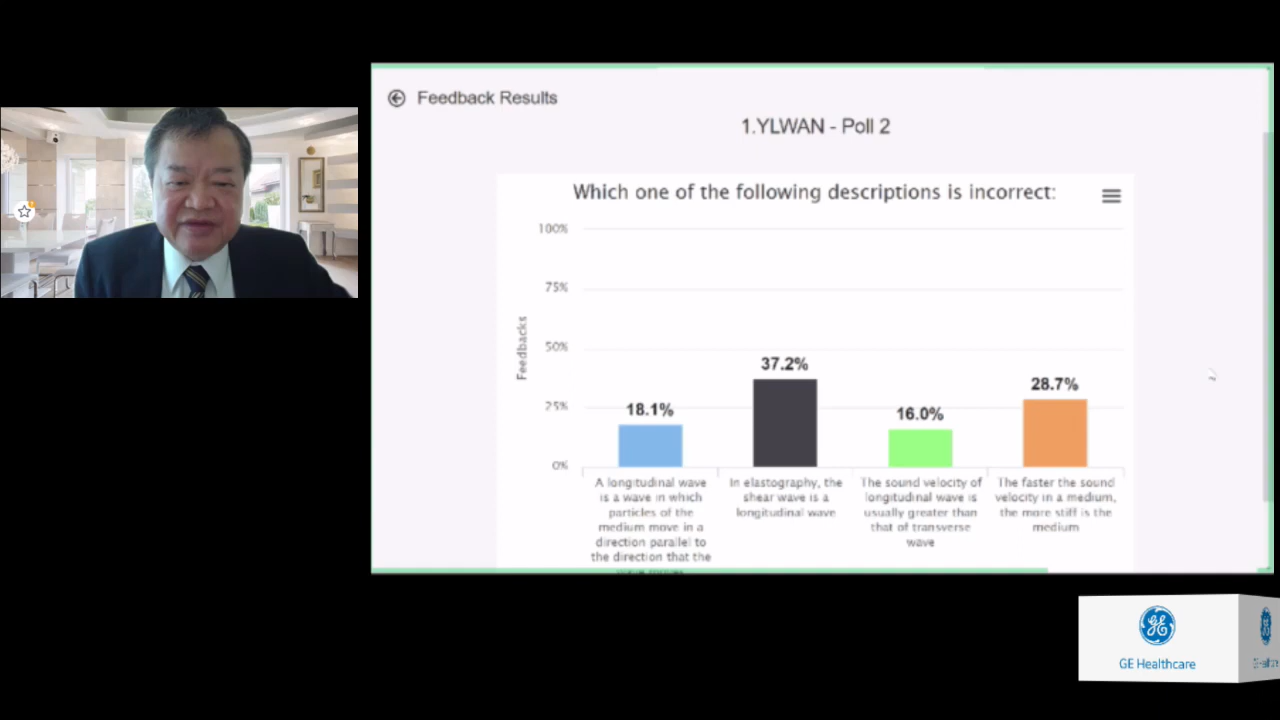 Feedback Results
1.YLWAN - Poll 2
Which one of the following descriptions is incorrect:
100%
75%
50%
25%
0%
Feedbacks
18.1%
37.2%
16.0%
28.7%
A longitudinal wave
is a wave in which
particles of the
medium move in a
direction parallel to
the direction that the
In elastography, the
shear wave is a
longitudinal wave
The sound velocity of
longitudinal wave is
usually greater than
that of transverse
wave
The faster the sound
velocity in a medium,
the more stiff is the
medium
GE Healthcare